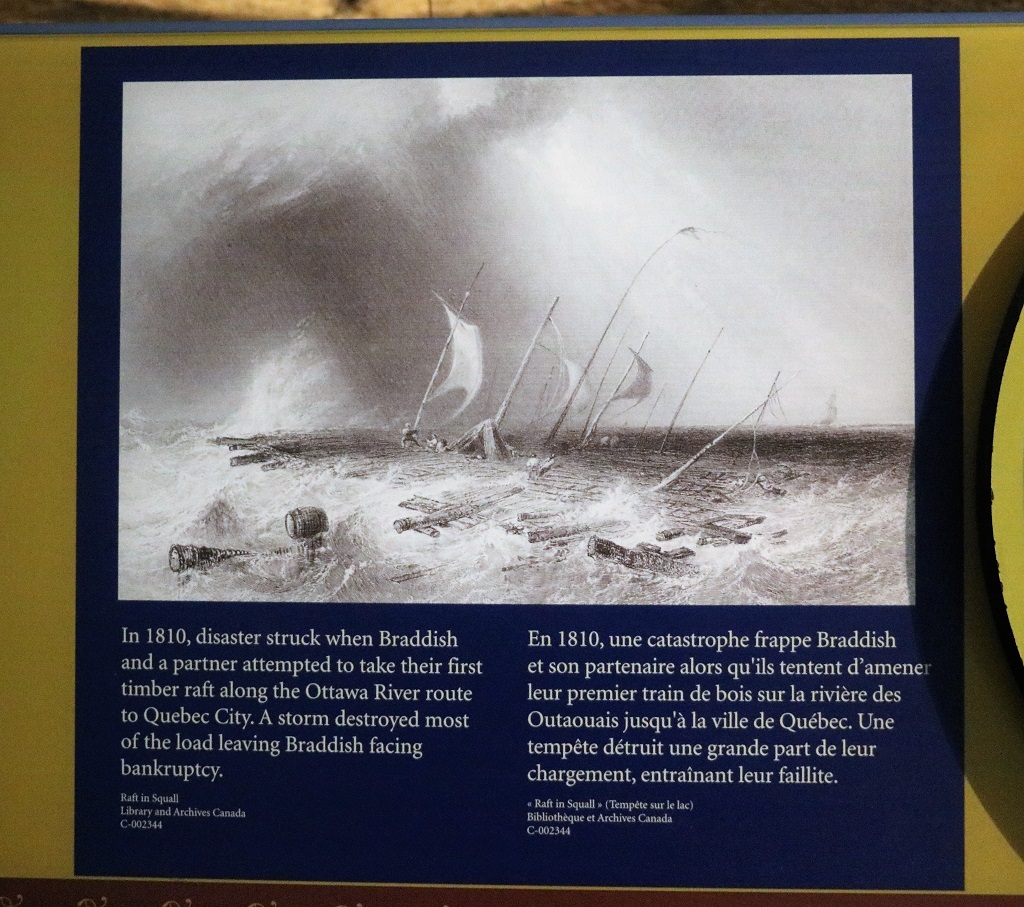 In 1810, disaster struck when Braddish
and a partner attempted to take their first
timber raft along the Ottawa River route
to Quebec City. A storm destroyed most
of the load leaving Braddish facing
bankruptcy.
Raft in Squall
Library and Archives Canada
C-002344
En 1810, une catastrophe frappe Braddish
et son partenaire alors qu'ils tentent d’amener
leur premier train de bois sur la rivière des
Outaouais jusqu'à la ville de Québec. Une
tempête détruit une grande part de leur
chargement, entraînant leur faillite.
« Raft in Squall » (Tempête sur le lac)
Bibliothèque et Archives Canada
C-002344